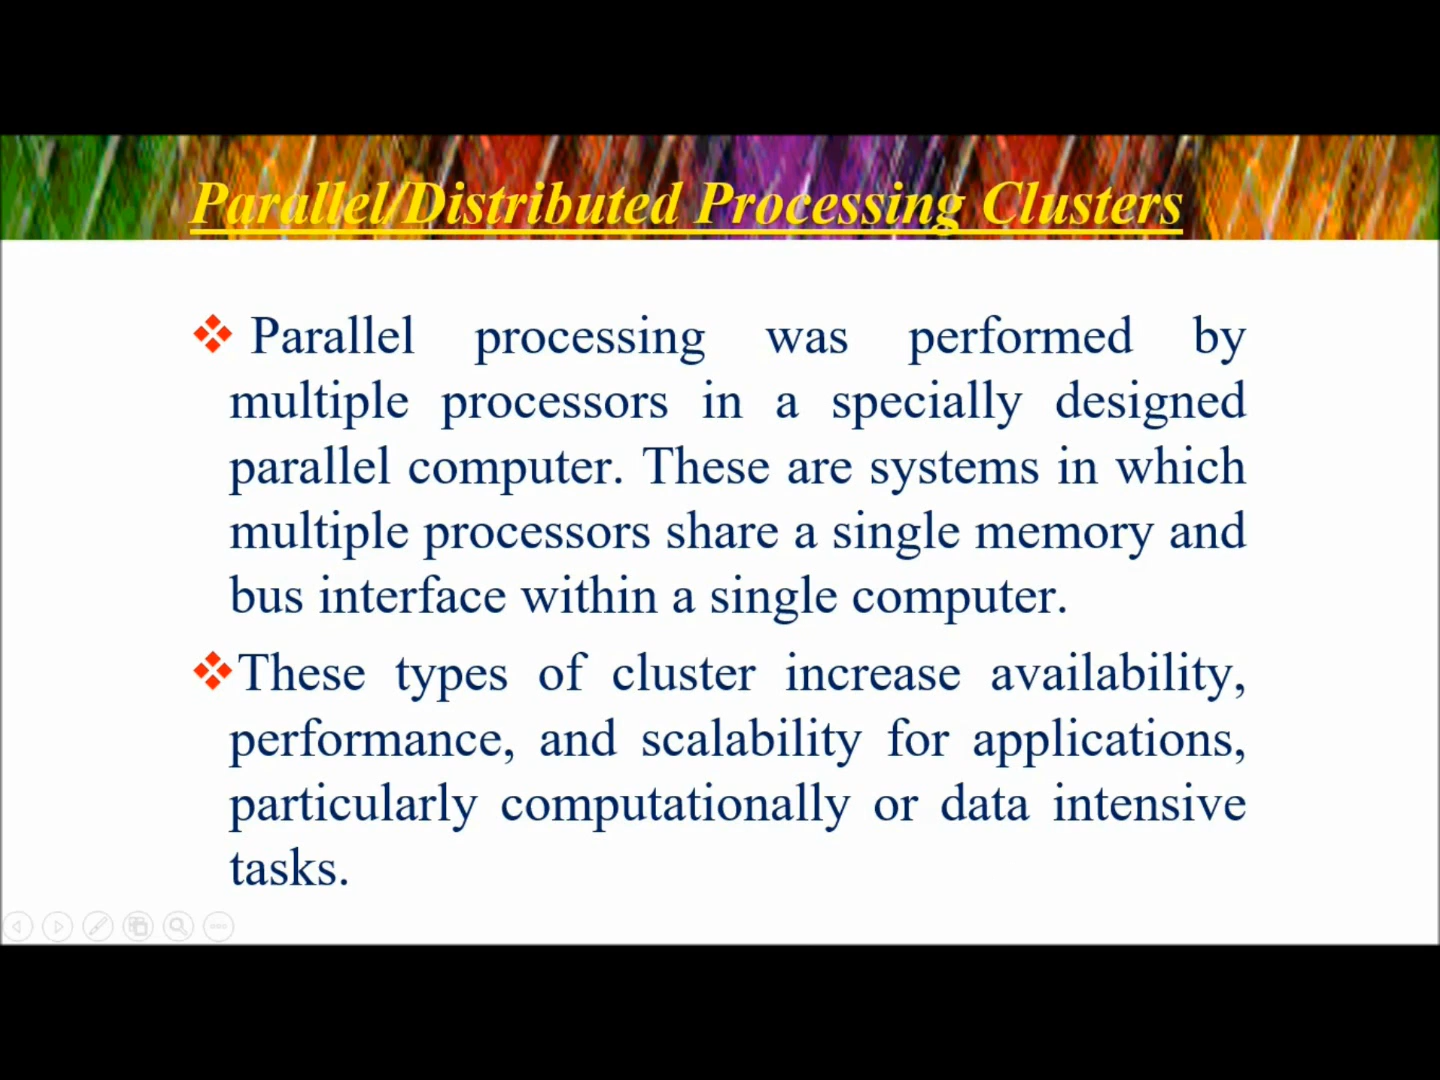 Parallel/Distributed Processing Clusters
Parallel processing was performed by
multiple processors in a specially designed
parallel computer. These are systems in which
multiple processors share a single memory and
bus interface within a single computer.
These types of cluster increase availability,
performance, and scalability for applications,
particularly computationally or data intensive
tasks.